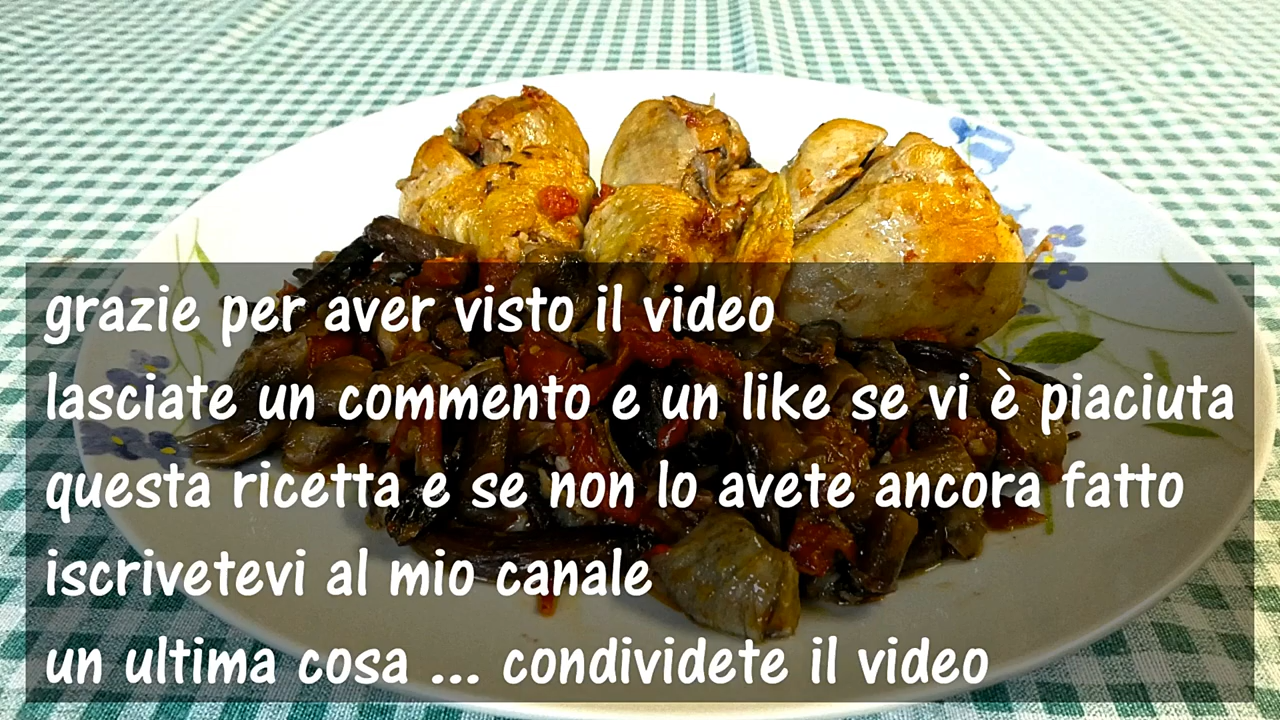 grazie per aver visto il video
lasciate un commento e un like se vi è piaciuta
questa ricetta e se non lo avete ancora fatto
iscrivetevi al mio canale
un ultima cosa ... condividete il video